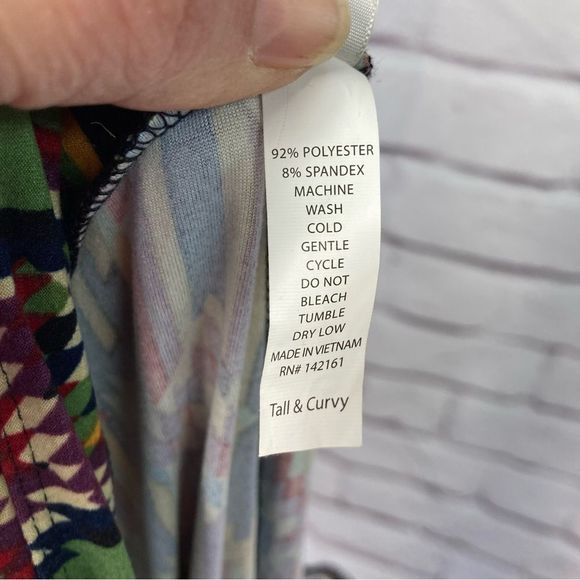 92% POLYESTER
8% SPANDEX
MACHINE
WASH
COLD
GENTLE
CYCLE
DO NOT
BLEACH
TUMBLE
DRY LOW
MADE IN VIETNAM
RN# 142161
Tall & Curvy